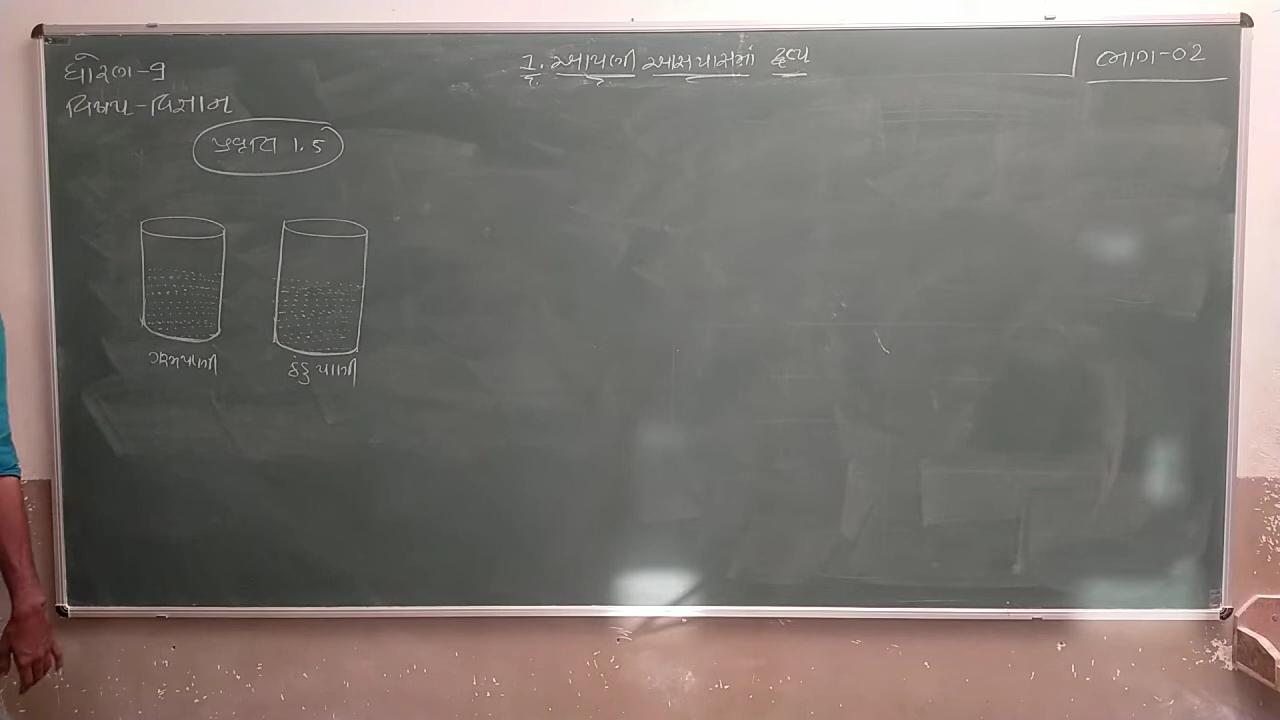 ધોરણ-9
વિષય-વિજ્ઞાન
1. આપણી આસપાસમાં દ્રવ્ય
ભાગ-02
પ્રવૃત્તિ 1.5
ગરમપાણી
ઠંડુ પાણી